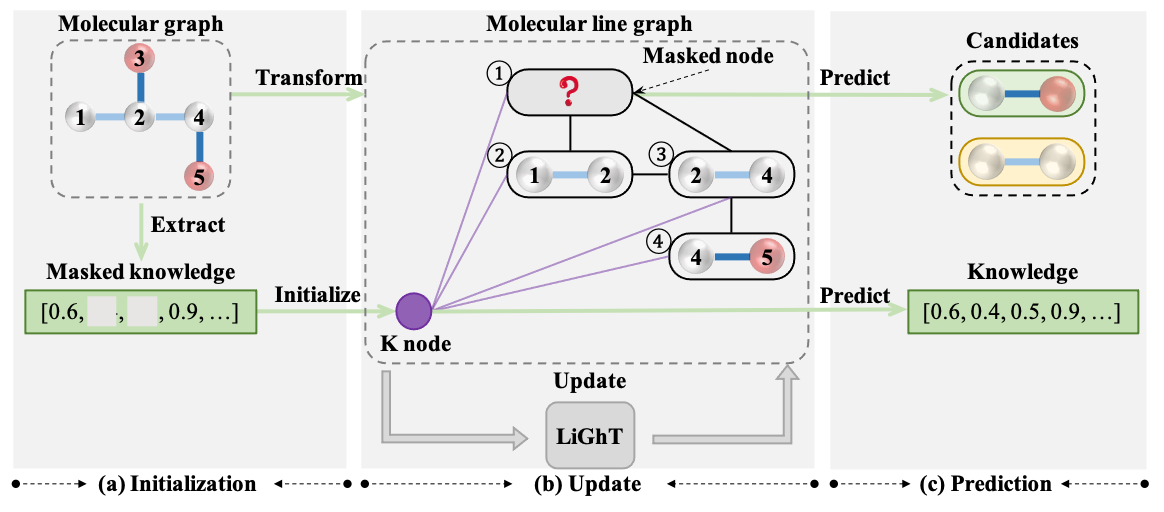 Molecular graph
3
1
2
4
5
Extract
Masked knowledge
[0.6, , , 0.9, …]
Transform
Initialize
Molecular line graph
Masked node
①
?
②
1
2
③
2
4
④
4
5
K node
Update
LiGhT
Predict
Candidates
Predict
Knowledge
[0.6, 0.4, 0.5, 0.9, …]
(a) Initialization
(b) Update
(c) Prediction